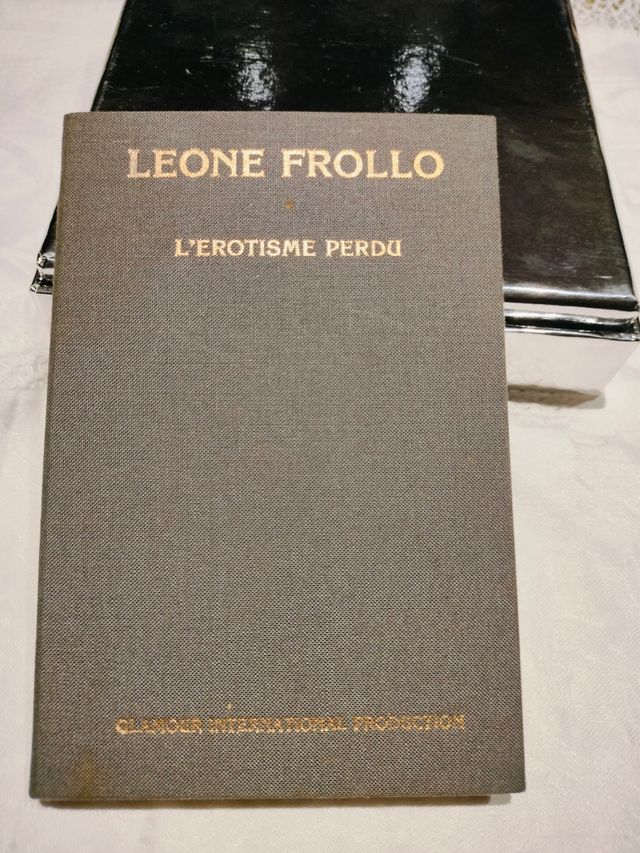 LEONE FROLLO
L'EROTISME PERDU
GLAMOUR INTERNATIONAL PRODUCTION